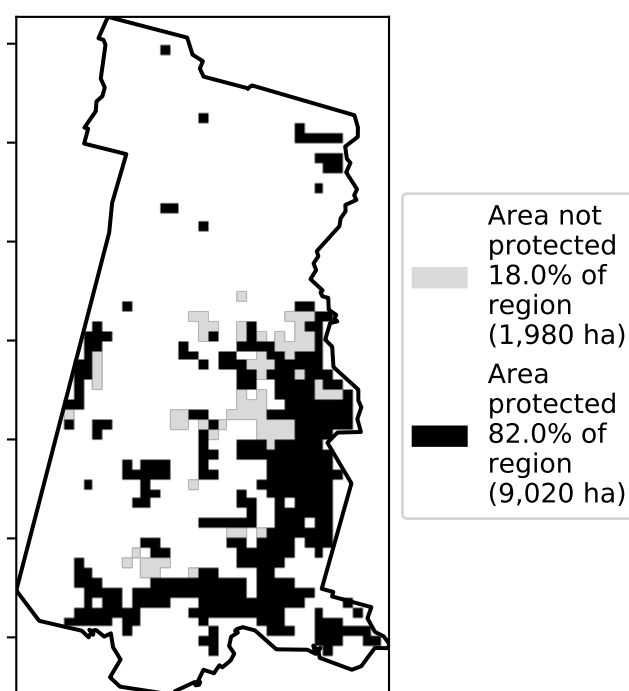 Area not
protected
18.0% of
region
(1,980 ha)
Area
protected
82.0% of
region
(9,020 ha)